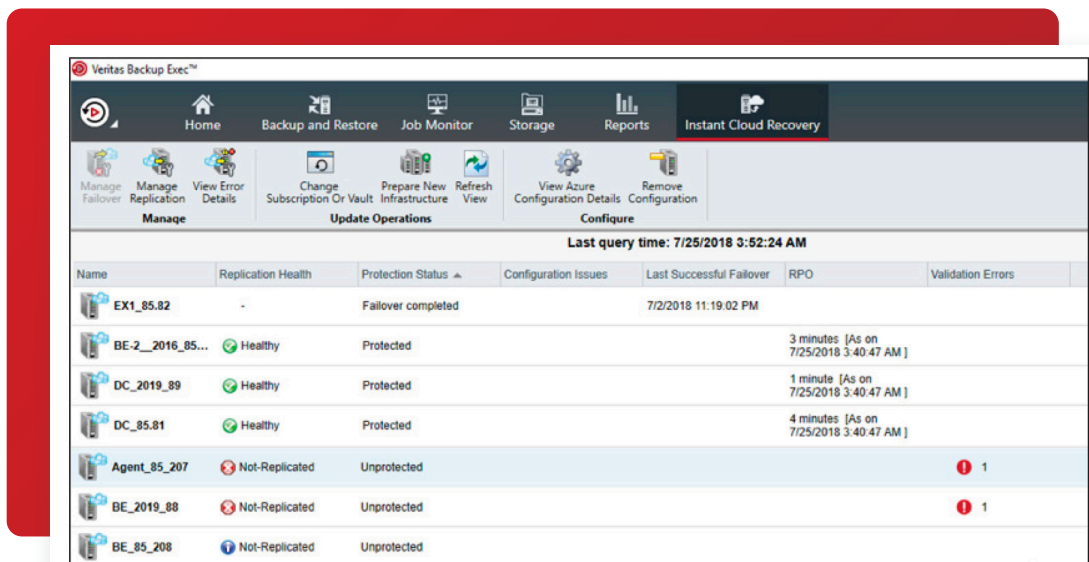 Veritas Backup Exec™
Home Backup and Restore Job Monitor Storage Reports Instant Cloud Recovery
Manage Failover Manage Replication View Error Details Change Subscription Or Vault Prepare New Infrastructure Refresh View View Azure Configuration Details Remove Configuration
Manage Update Operations Configure
Last query time: 7/25/2018 3:52:24 AM
Name Replication Health Protection Status Configuration Issues Last Successful Failover RPO Validation Errors
EX1_85.82 - Failover completed 7/2/2018 11:19:02 PM
BE-2__2016_85... Healthy Protected 3 minutes [As on 7/25/2018 3:40:47 AM ]
DC_2019_89 Healthy Protected 1 minute [As on 7/25/2018 3:40:47 AM ]
DC_85.81 Healthy Protected 4 minutes [As on 7/25/2018 3:40:47 AM ]
Agent_85_207 Not-Replicated Unprotected 1
BE_2019_88 Not-Replicated Unprotected 1
BE_85_208 Not-Replicated Unprotected